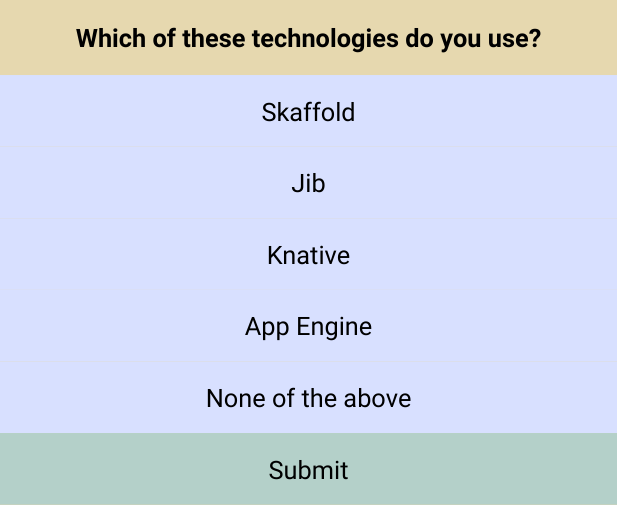 Which of these technologies do you use?
Skaffold
Jib
Knative
App Engine
None of the above
Submit